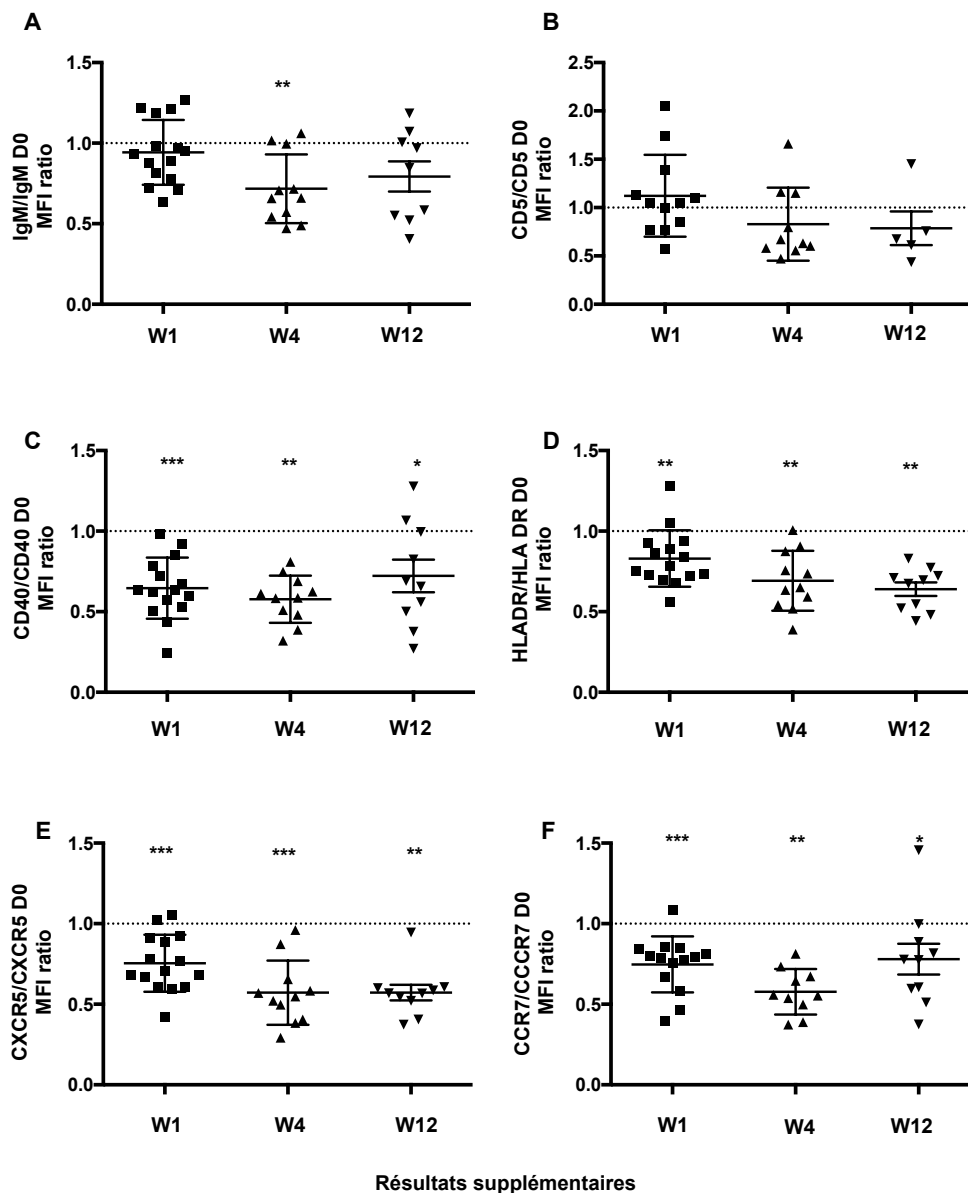 A
IgM/IgM D0
MFI ratio
1.5
1.0
0.5
0.0
**
W1 W4 W12
B
CD5/CD5 D0
MFI ratio
2.5
2.0
1.5
1.0
0.5
0.0
W1 W4 W12
C
CD40/CD40 D0
MFI ratio
1.5
1.0
0.5
0.0
*** ** *
W1 W4 W12
D
HLADR/HLA DR D0
MFI ratio
1.5
1.0
0.5
0.0
** ** **
W1 W4 W12
E
CXCR5/CXCR5 D0
MFI ratio
1.5
1.0
0.5
0.0
*** *** **
W1 W4 W12
F
CCR7/CCCR7 D0
MFI ratio
1.5
1.0
0.5
0.0
*** ** *
W1 W4 W12
Résultats supplémentaires